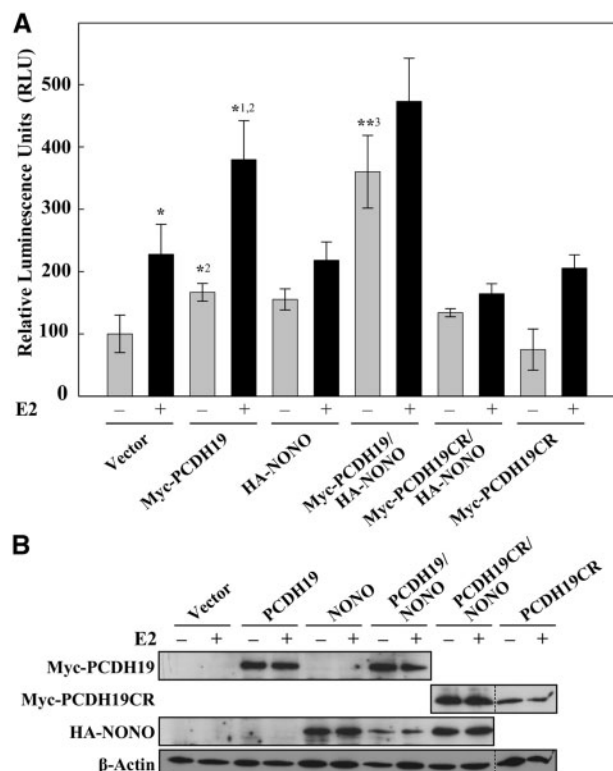 A
Relative Luminescence Units (RLU)
500
400
300
200
100
0
*
*2
*1,2
**3
E2 – + – + – + – + – + – +
Vector
Myc-PCDH19
HA-NONO
Myc-PCDH19/
HA-NONO
Myc-PCDH19CR/
HA-NONO
Myc-PCDH19CR
B
Vector
PCDH19
NONO
PCDH19/
NONO
PCDH19CR/
NONO
PCDH19CR
E2 – + – + – + – + – + – +
Myc-PCDH19
Myc-PCDH19CR
HA-NONO
β-Actin